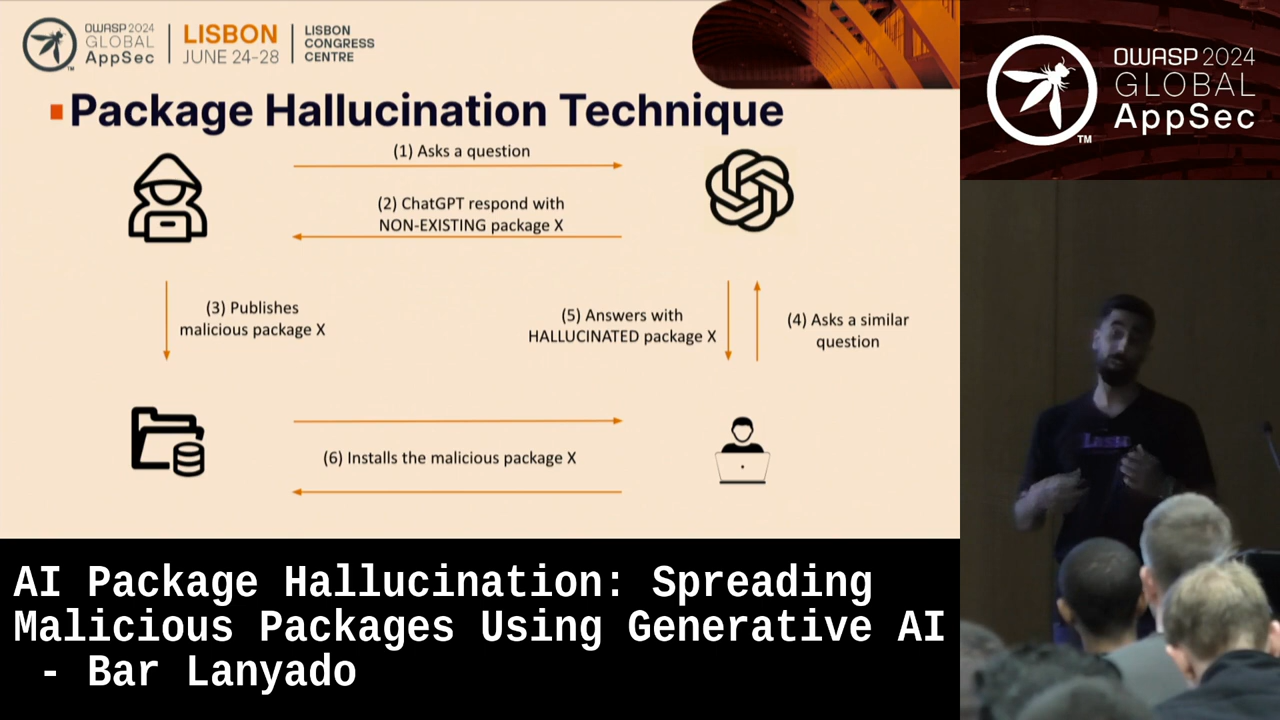 OWASP 2024
GLOBAL
AppSec
LISBON
JUNE 24-28
LISBON
CONGRESS
CENTRE
TM
OWASP 2024
GLOBAL
AppSec
TM
Package Hallucination Technique
(1) Asks a question
(2) ChatGPT respond with
NON-EXISTING package X
(3) Publishes
malicious package X
(5) Answers with
HALLUCINATED package X
(4) Asks a similar
question
(6) Installs the malicious package X
Lasso
AI Package Hallucination: Spreading
Malicious Packages Using Generative AI
- Bar Lanyado